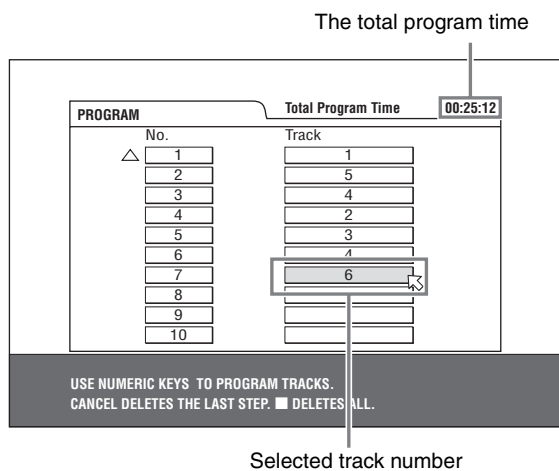 The total program time
PROGRAM Total Program Time 00:25:12
No. Track
1 1
2 5
3 4
4 2
5 3
6 4
7 6
8
9
10
USE NUMERIC KEYS TO PROGRAM TRACKS.
CANCEL DELETES THE LAST STEP. ■ DELETES ALL.
Selected track number